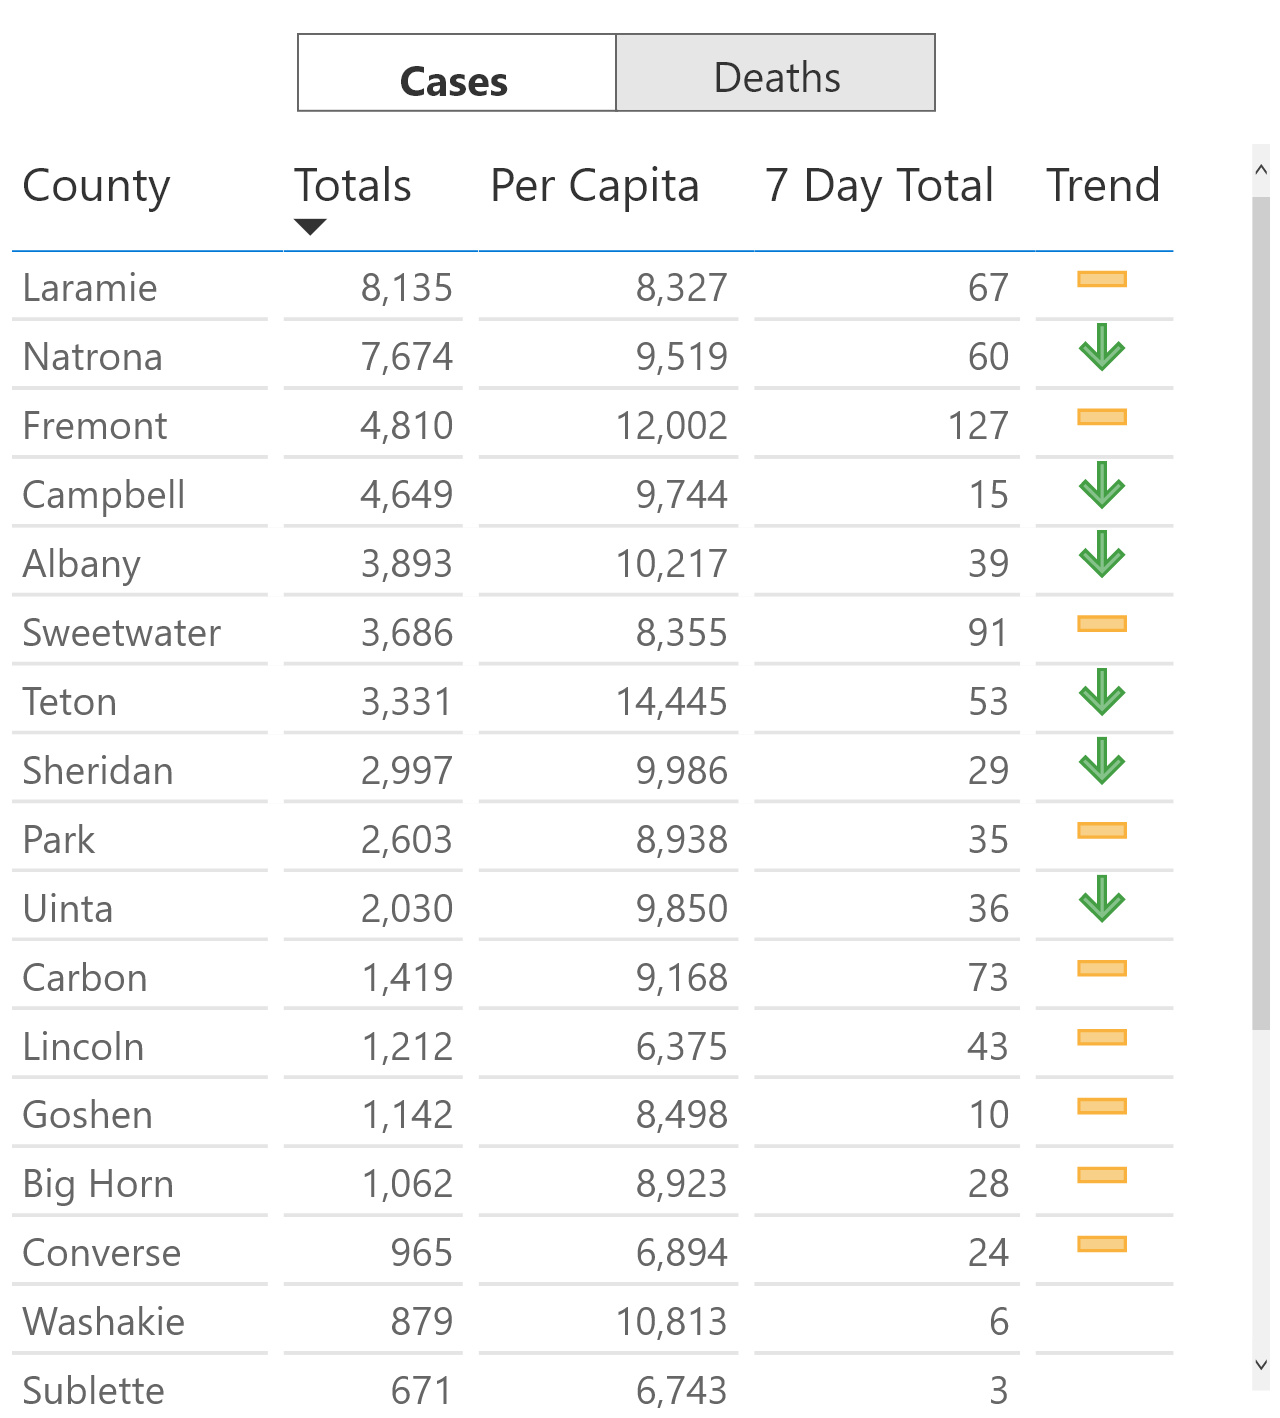 Cases Deaths
County Totals Per Capita 7 Day Total Trend
Laramie 8,135 8,327 67
Natrona 7,674 9,519 60
Fremont 4,810 12,002 127
Campbell 4,649 9,744 15
Albany 3,893 10,217 39
Sweetwater 3,686 8,355 91
Teton 3,331 14,445 53
Sheridan 2,997 9,986 29
Park 2,603 8,938 35
Uinta 2,030 9,850 36
Carbon 1,419 9,168 73
Lincoln 1,212 6,375 43
Goshen 1,142 8,498 10
Big Horn 1,062 8,923 28
Converse 965 6,894 24
Washakie 879 10,813 6
Sublette 671 6,743 3